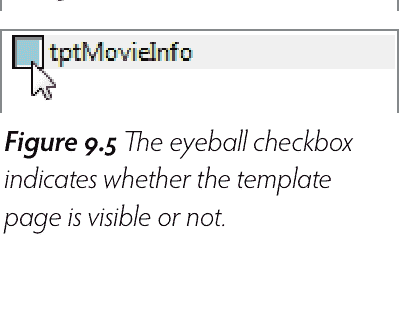 tptMovieInfo
Figure 9.5 The eyeball checkbox
indicates whether the template
page is visible or not.